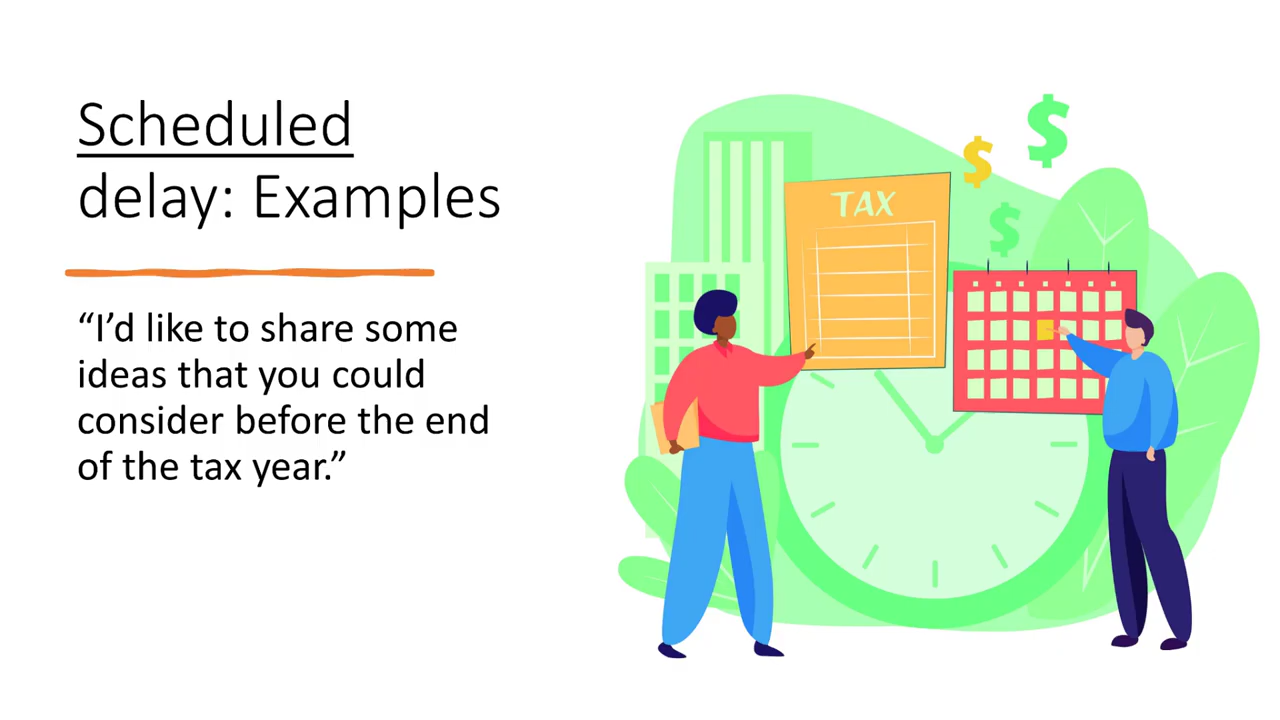 Scheduled
delay: Examples
“I’d like to share some
ideas that you could
consider before the end
of the tax year.”
TAX
$
$
$